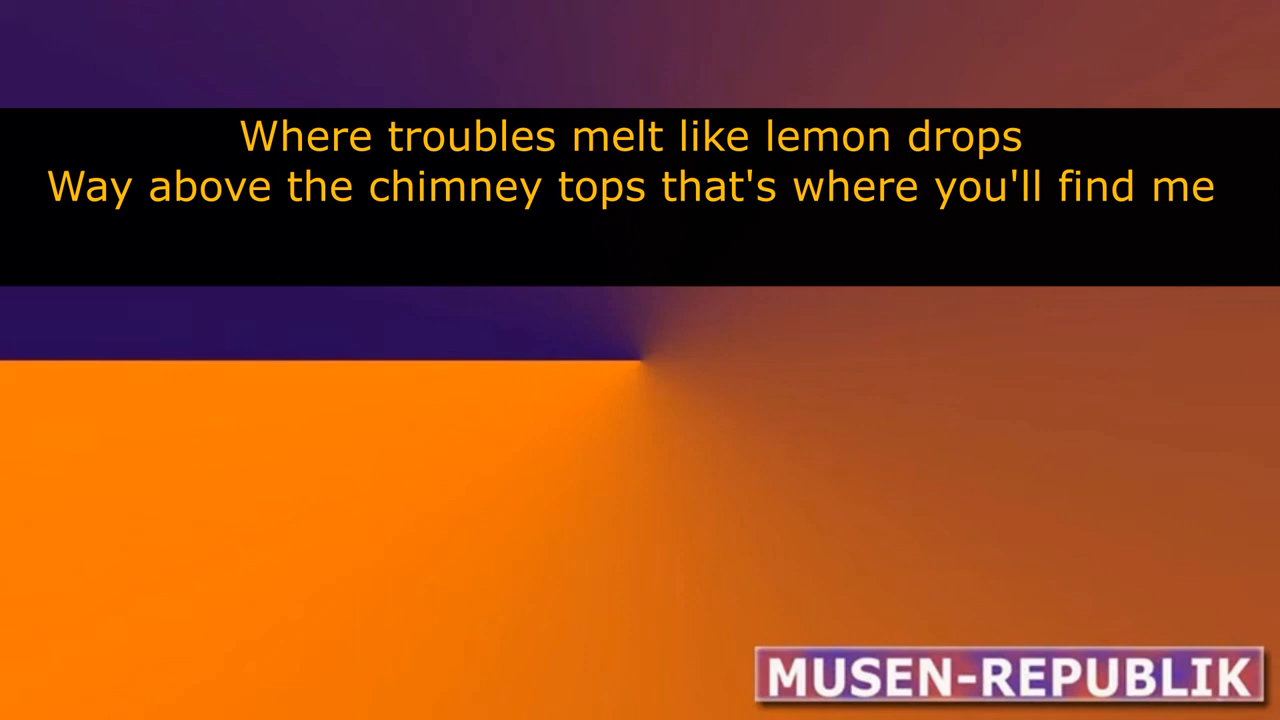 Where troubles melt like lemon drops
Way above the chimney tops that's where you'll find me
MUSEN-REPUBLIK